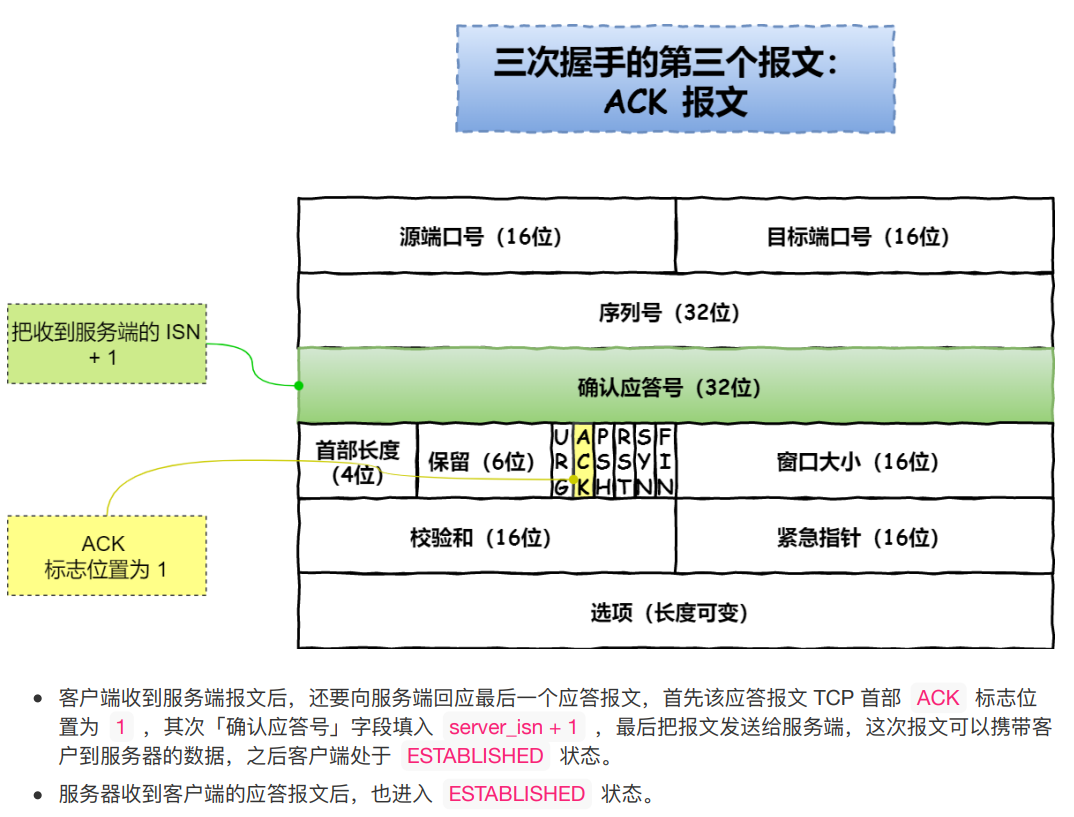 三次握手的第三个报文：
ACK 报文
源端口号（16位）
目标端口号（16位）
序列号（32位）
把收到服务端的 ISN
+ 1
确认应答号（32位）
首部长度
（4位）
保留（6位）
URG
ACK
PSH
RST
SYN
FIN
窗口大小（16位）
ACK
标志位置为 1
校验和（16位）
紧急指针（16位）
选项（长度可变）
客户端收到服务端报文后，还要向服务端回应最后一个应答报文，首先该应答报文 TCP 首部 ACK 标志位
置为 1 ，其次「确认应答号」字段填入 server_isn + 1 ，最后把报文发送给服务端，这次报文可以携带客
户到服务器的数据，之后客户端处于 ESTABLISHED 状态。
服务器收到客户端的应答报文后，也进入 ESTABLISHED 状态。